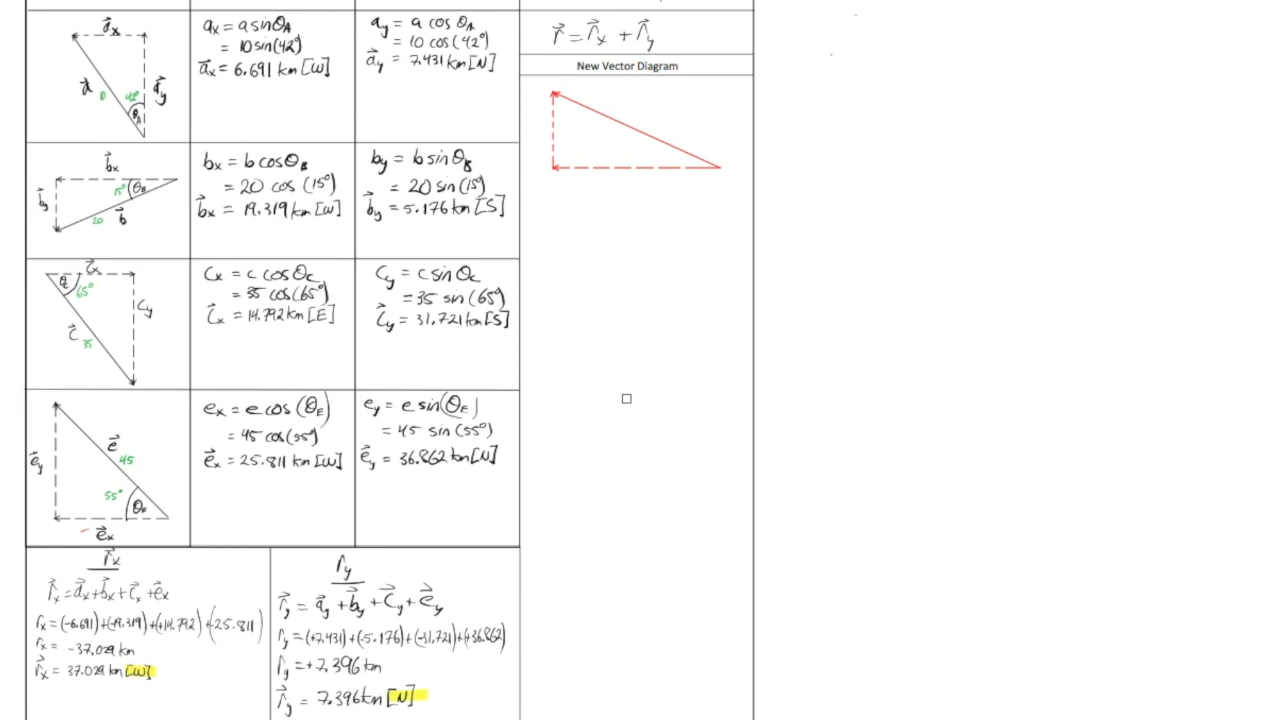 a⃗x
a⃗
10
42°
θA
a⃗y
ax = a sinθA
= 10 sin(42°)
a⃗x = 6.691 km [W]
ay = a cos θA
= 10 cos(42°)
a⃗y = 7.431 km [N]
r⃗ = r⃗x + r⃗y
New Vector Diagram
b⃗x
15°
θB
b⃗y
20
b⃗
bx = b cosθB
= 20 cos (15°)
b⃗x = 19.319 km [W]
by = b sinθB
= 20 sin(15°)
b⃗y = 5.176 km [S]
c⃗x
θc
65°
cy
c⃗
35
Cx = c cosθc
= 35 cos(65°)
c⃗x = 14.792 km [E]
Cy = c sin θc
= 35 sin (65°)
c⃗y = 31.721 km [S]
e⃗
e⃗y
45
55°
θE
e⃗x
ex = e cos (θE)
= 45 cos(55°)
e⃗x = 25.811 km [W]
ey = e sin(θE)
= 45 sin (55°)
e⃗y = 36.862 km [N]
r⃗x
r⃗x = a⃗x + b⃗x + c⃗x + e⃗x
rx = (-6.691) + (-19.319) + (+14.792) + (-25.811)
rx = -37.029 km
r⃗x = 37.029 km [W]
ry
r⃗y = a⃗y + b⃗y + c⃗y + e⃗y
ry = (+7.431) + (-5.176) + (-31.721) + (+36.862)
ry = +7.396 km
r⃗y = 7.396 km [N]